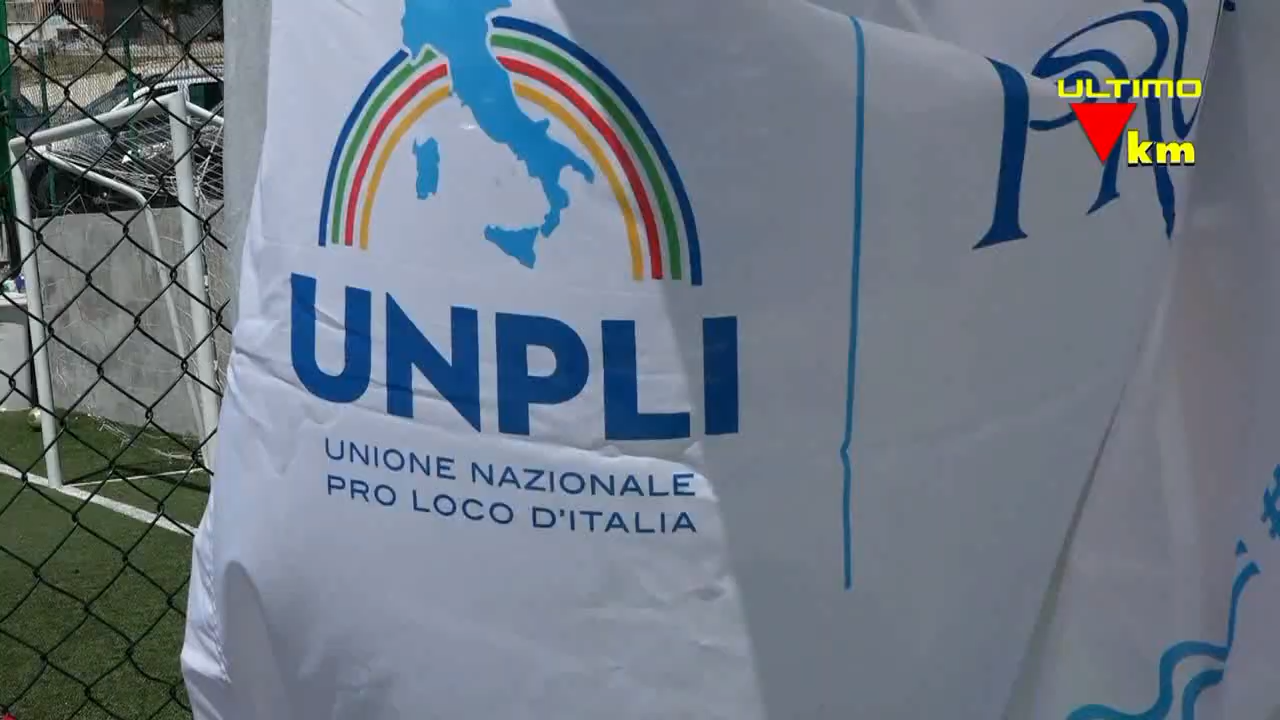 ULTIMO
km
UNPLI
UNIONE NAZIONALE
PRO LOCO D'ITALIA